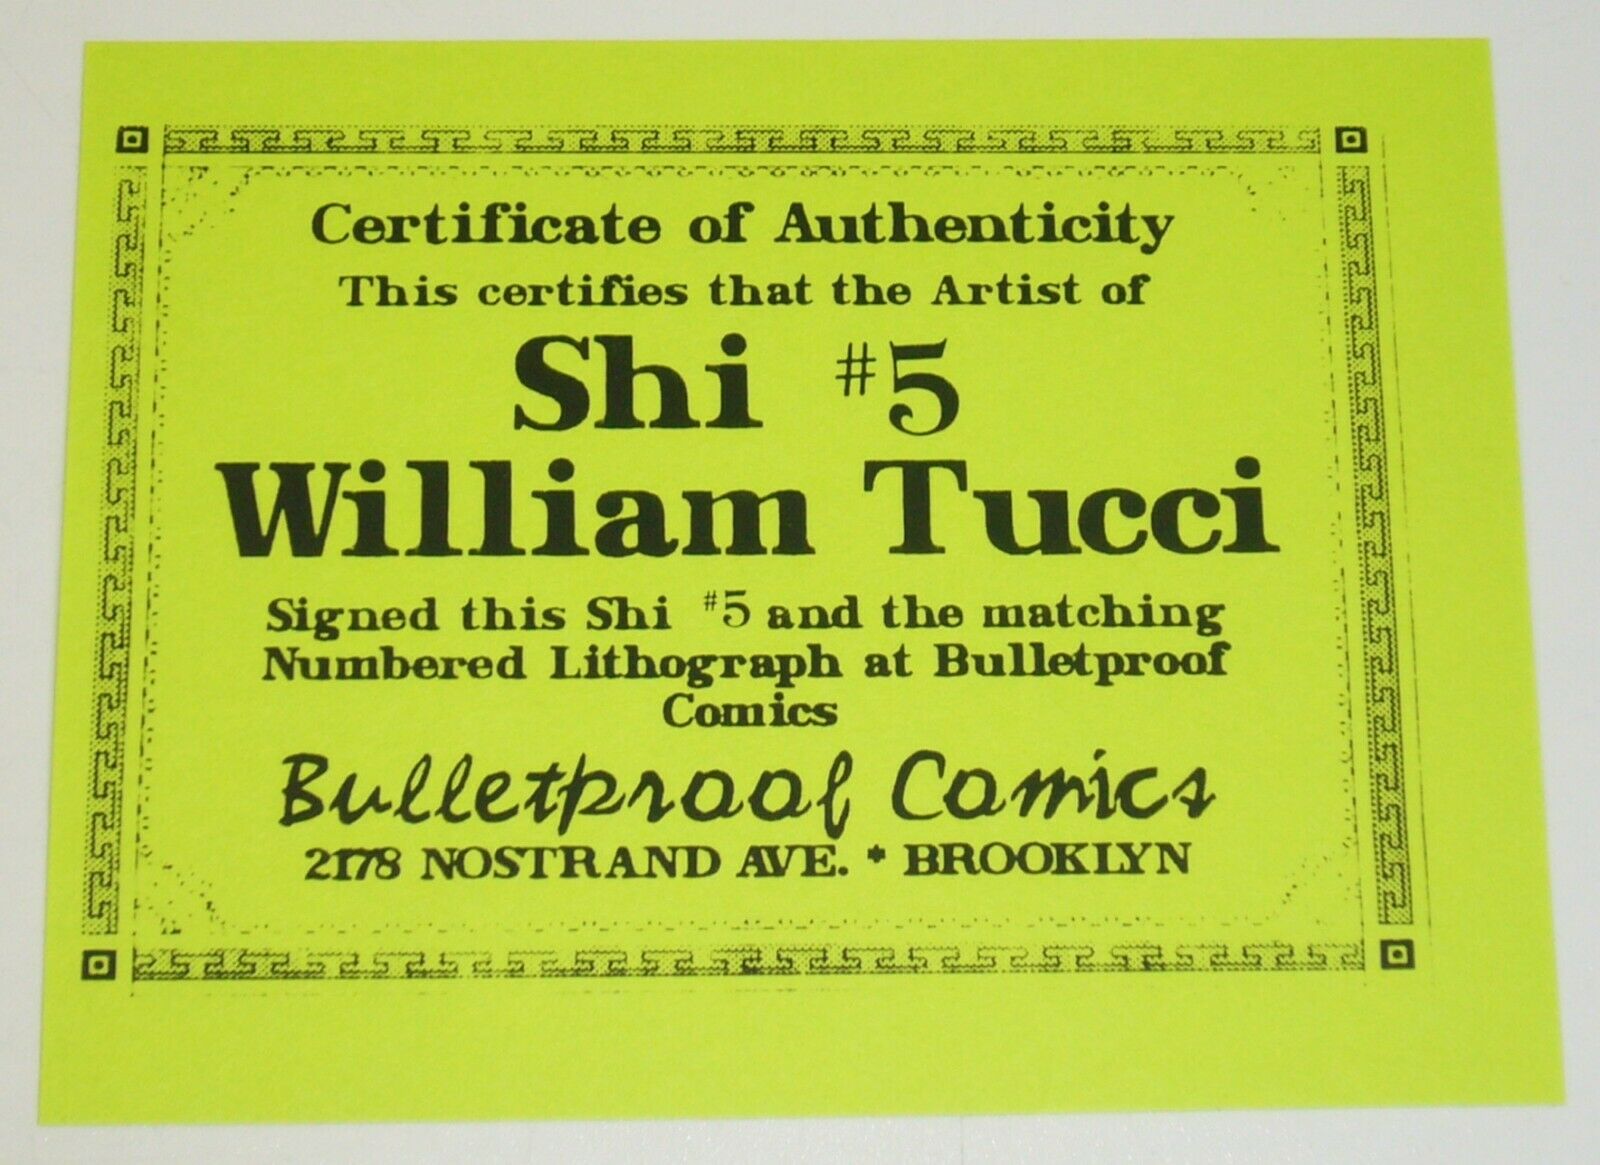 Certificate of Authenticity
This certifies that the Artist of
Shi #5
William Tucci
Signed this Shi #5 and the matching
Numbered Lithograph at Bulletproof
Comics
Bulletproof Comics
2178 NOSTRAND AVE. * BROOKLYN